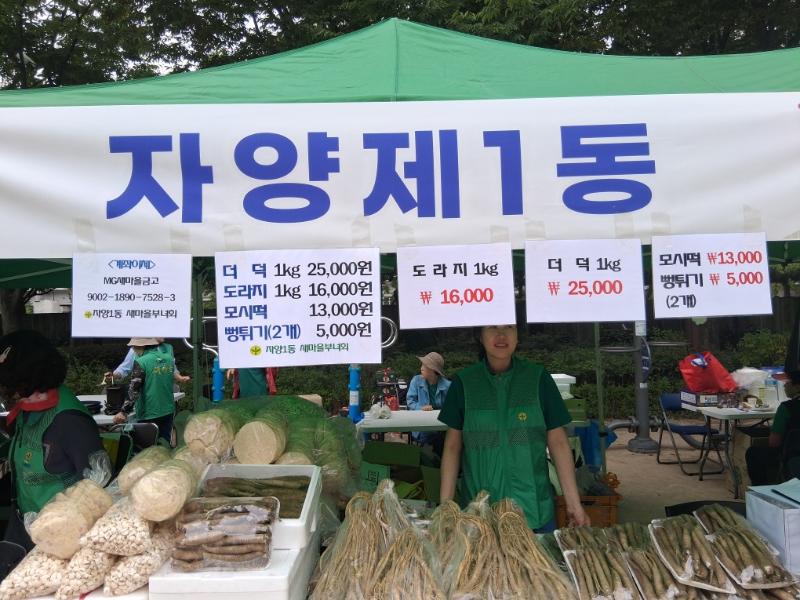 자양제1동
<계좌이체>
MG새마을금고
9002-1890-7528-3
자양1동 새마을부녀회
더 덕 1kg 25,000원
도라지 1kg 16,000원
모시떡 13,000원
뻥튀기(2개) 5,000원
자양1동 새마을부녀회
도 라 지 1kg
₩ 16,000
더 덕 1kg
₩ 25,000
모시떡 ₩13,000
뻥튀기 ₩ 5,000
(2개)